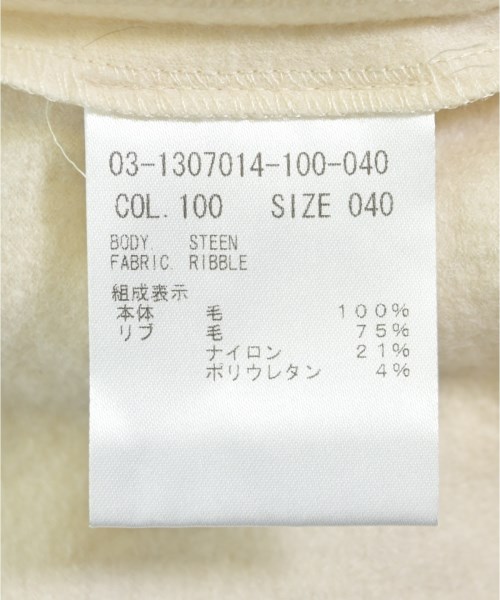 03-1307014-100-040
COL. 100 SIZE 040
BODY. STEEN
FABRIC. RIBBLE
組成表示
本体 毛 100%
リブ 毛 75%
ナイロン 21%
ポリウレタン 4%